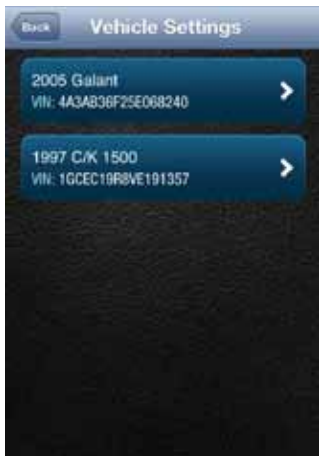 Back
Vehicle Settings
2005 Galant
VIN: 4A3AB36F25E068240
1997 C/K 1500
VIN: 1GCEC19R8VE191357